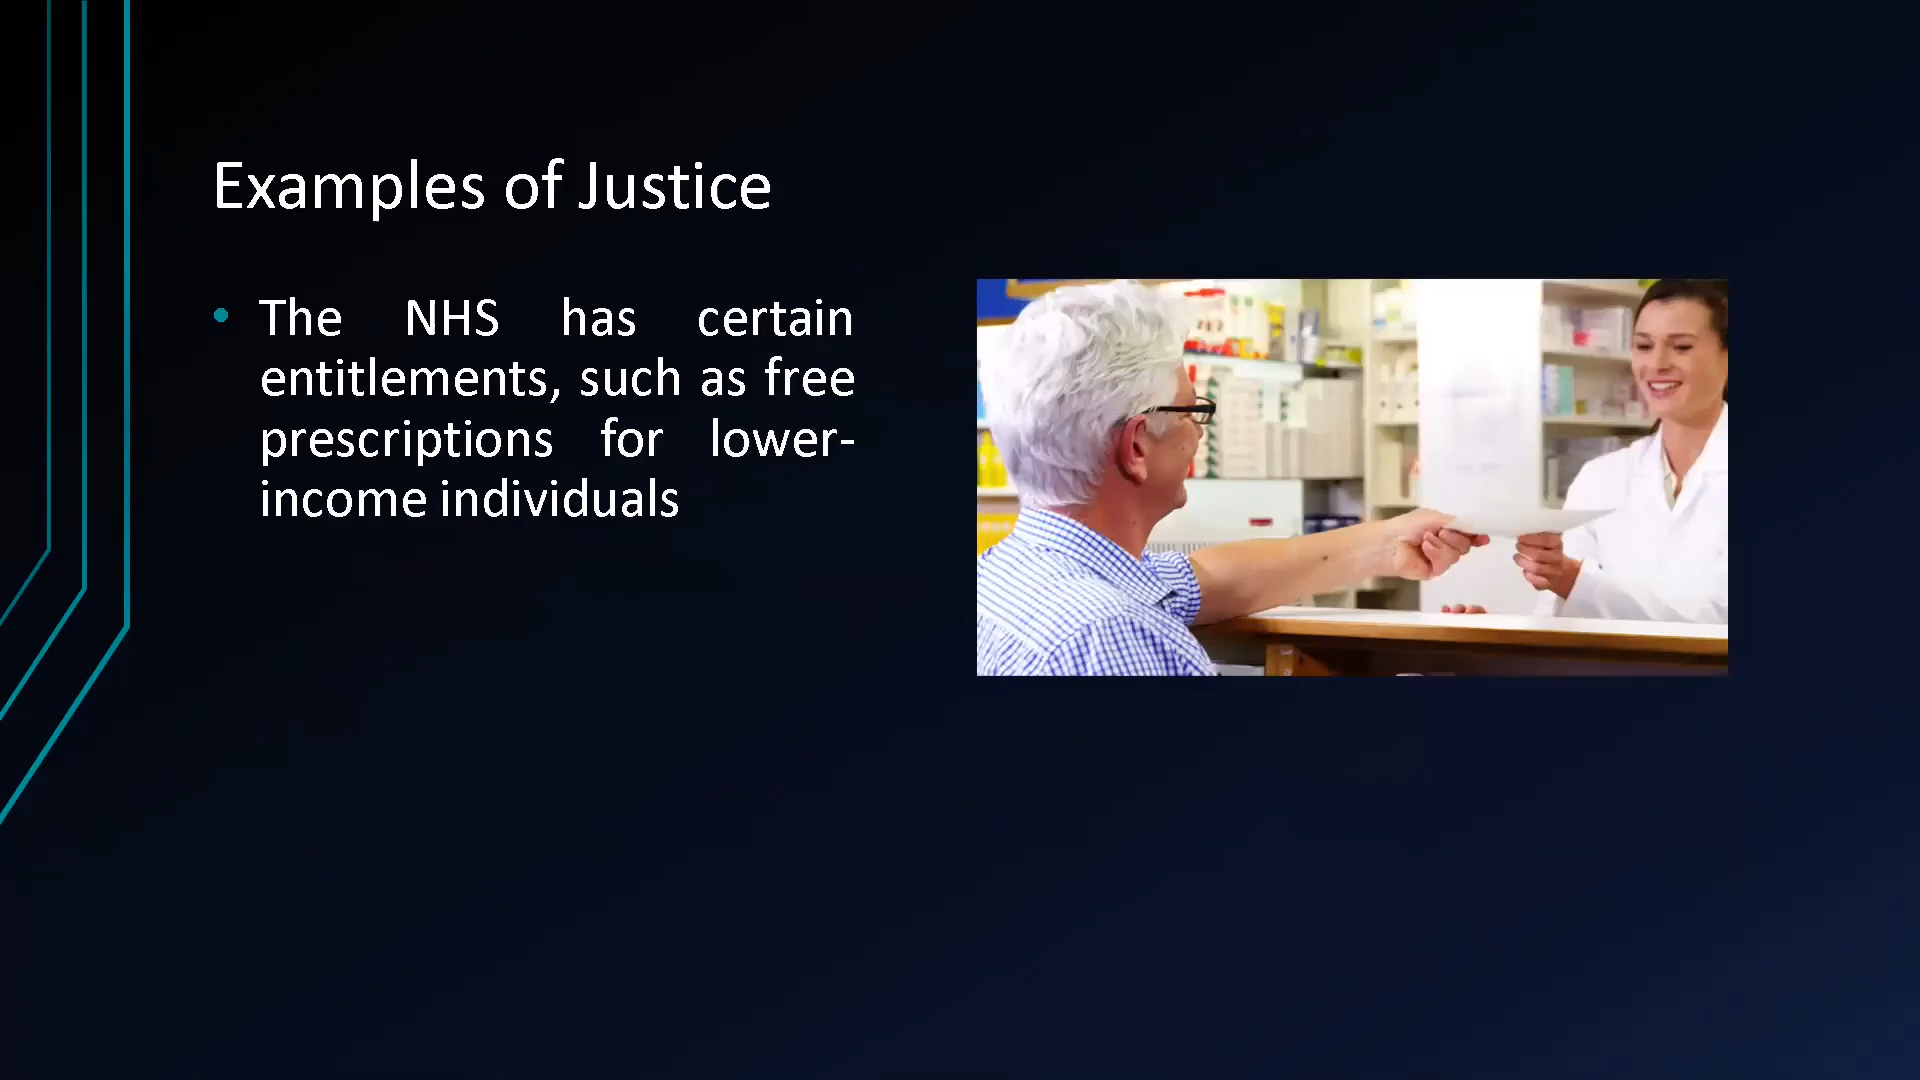 Examples of Justice
• The NHS has certain
entitlements, such as free
prescriptions for lower-
income individuals